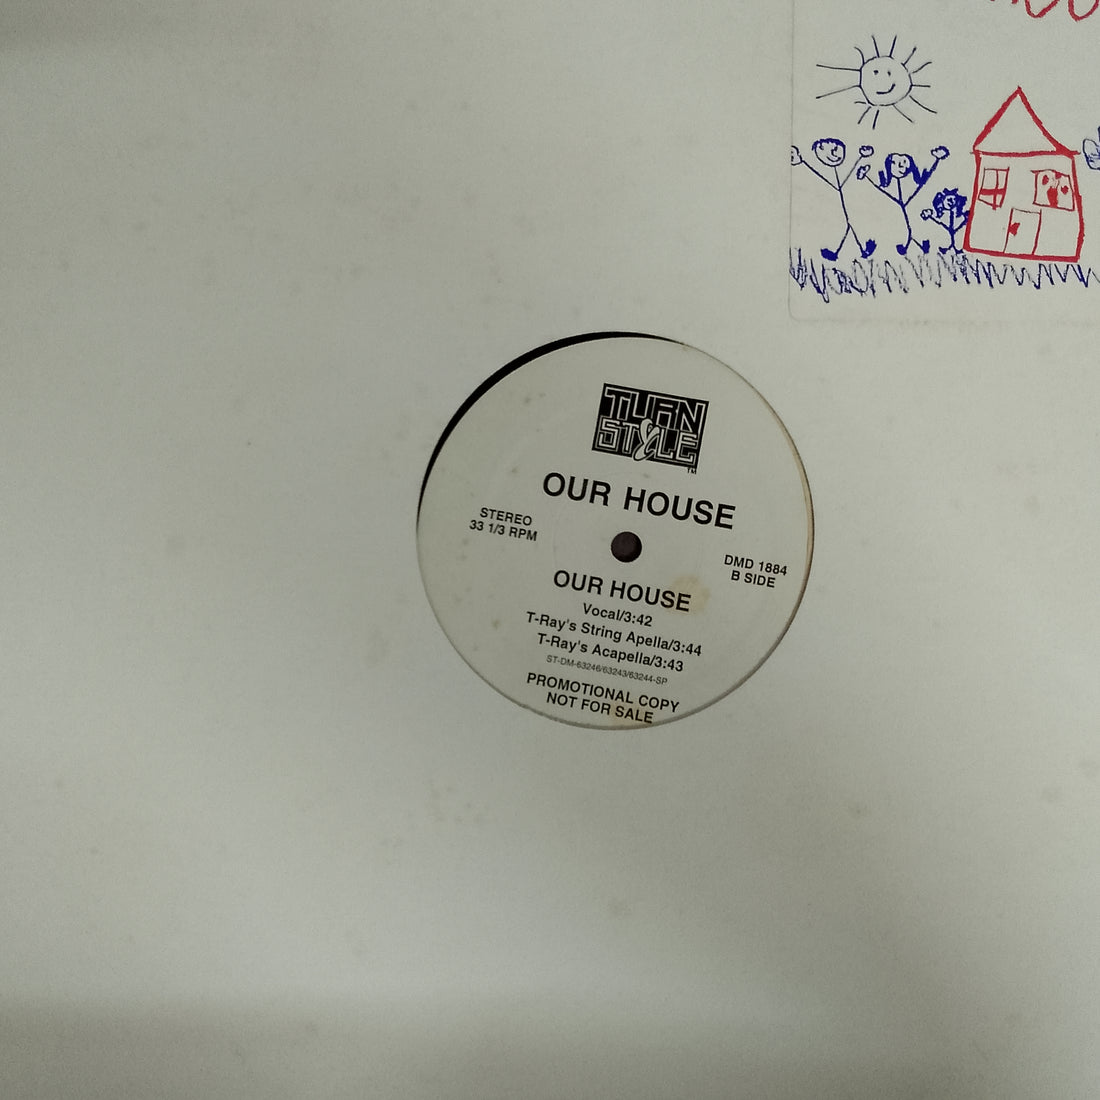 TURN
STYLE
TM
OUR HOUSE
STEREO
33 1/3 RPM
DMD 1884
B SIDE
OUR HOUSE
Vocal/3:42
T-Ray's String Apella/3:44
T-Ray's Acapella/3:43
ST-DM-63246/63243/63244-SP
PROMOTIONAL COPY
NOT FOR SALE